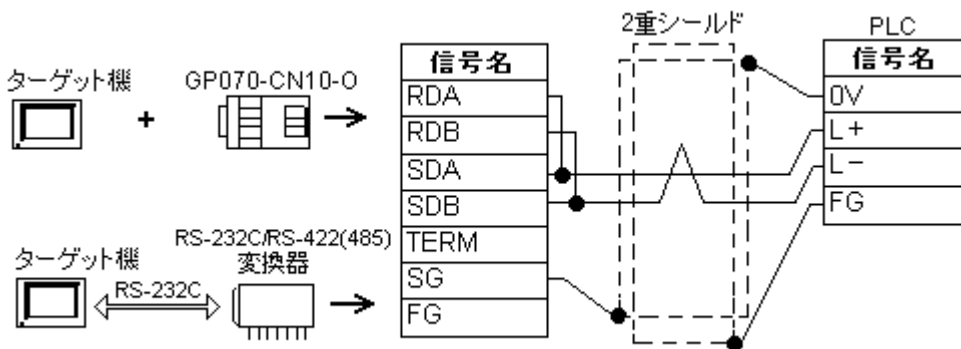 2重シールド
PLC
ターゲット機
+
GP070-CN10-O
信号名
RDA
RDB
SDA
SDB
TERM
SG
FG
信号名
0V
L+
L-
FG
ターゲット機
RS-232C
RS-232C/RS-422(485)
変換器